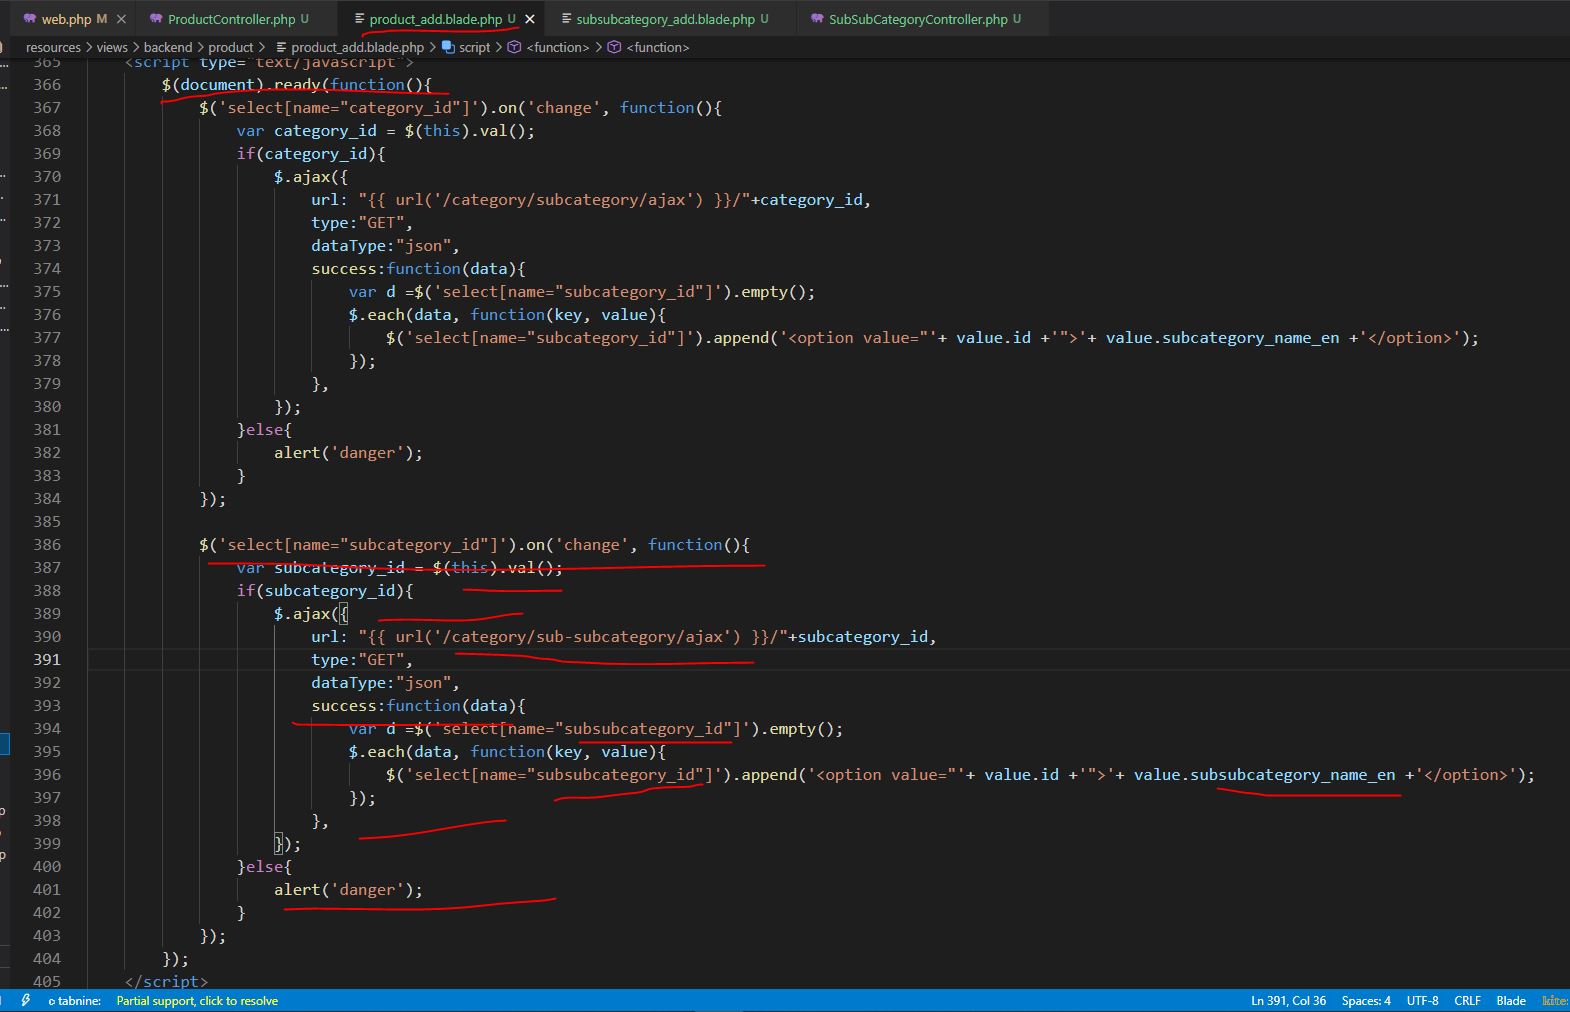 web.php M ProductController.php U product_add.blade.php U subsubcategory_add.blade.php U SubSubCategoryController.php U
resources > views > backend > product > product_add.blade.php > script > <function> > <function>
365 <script type="text/javascript">
366 $(document).ready(function(){
367 $('select[name="category_id"]').on('change', function(){
368 var category_id = $(this).val();
369 if(category_id){
370 $.ajax({
371 url: "{{ url('/category/subcategory/ajax') }}/"+category_id,
372 type:"GET",
373 dataType:"json",
374 success:function(data){
375 var d =$('select[name="subcategory_id"]').empty();
376 $.each(data, function(key, value){
377 $('select[name="subcategory_id"]').append('<option value="'+ value.id +'">'+ value.subcategory_name_en +'</option>');
378 });
379 },
380 });
381 }else{
382 alert('danger');
383 }
384 });
385
386 $('select[name="subcategory_id"]').on('change', function(){
387 var subcategory_id = $(this).val();
388 if(subcategory_id){
389 $.ajax({
390 url: "{{ url('/category/sub-subcategory/ajax') }}/"+subcategory_id,
391 type:"GET",
392 dataType:"json",
393 success:function(data){
394 var d =$('select[name="subsubcategory_id"]').empty();
395 $.each(data, function(key, value){
396 $('select[name="subsubcategory_id"]').append('<option value="'+ value.id +'">'+ value.subsubcategory_name_en +'</option>');
397 });
398 },
399 });
400 }else{
401 alert('danger');
402 }
403 });
404 });
405 </script>
tabnine: Partial support, click to resolve Ln 391, Col 36 Spaces: 4 UTF-8 CRLF Blade kite: